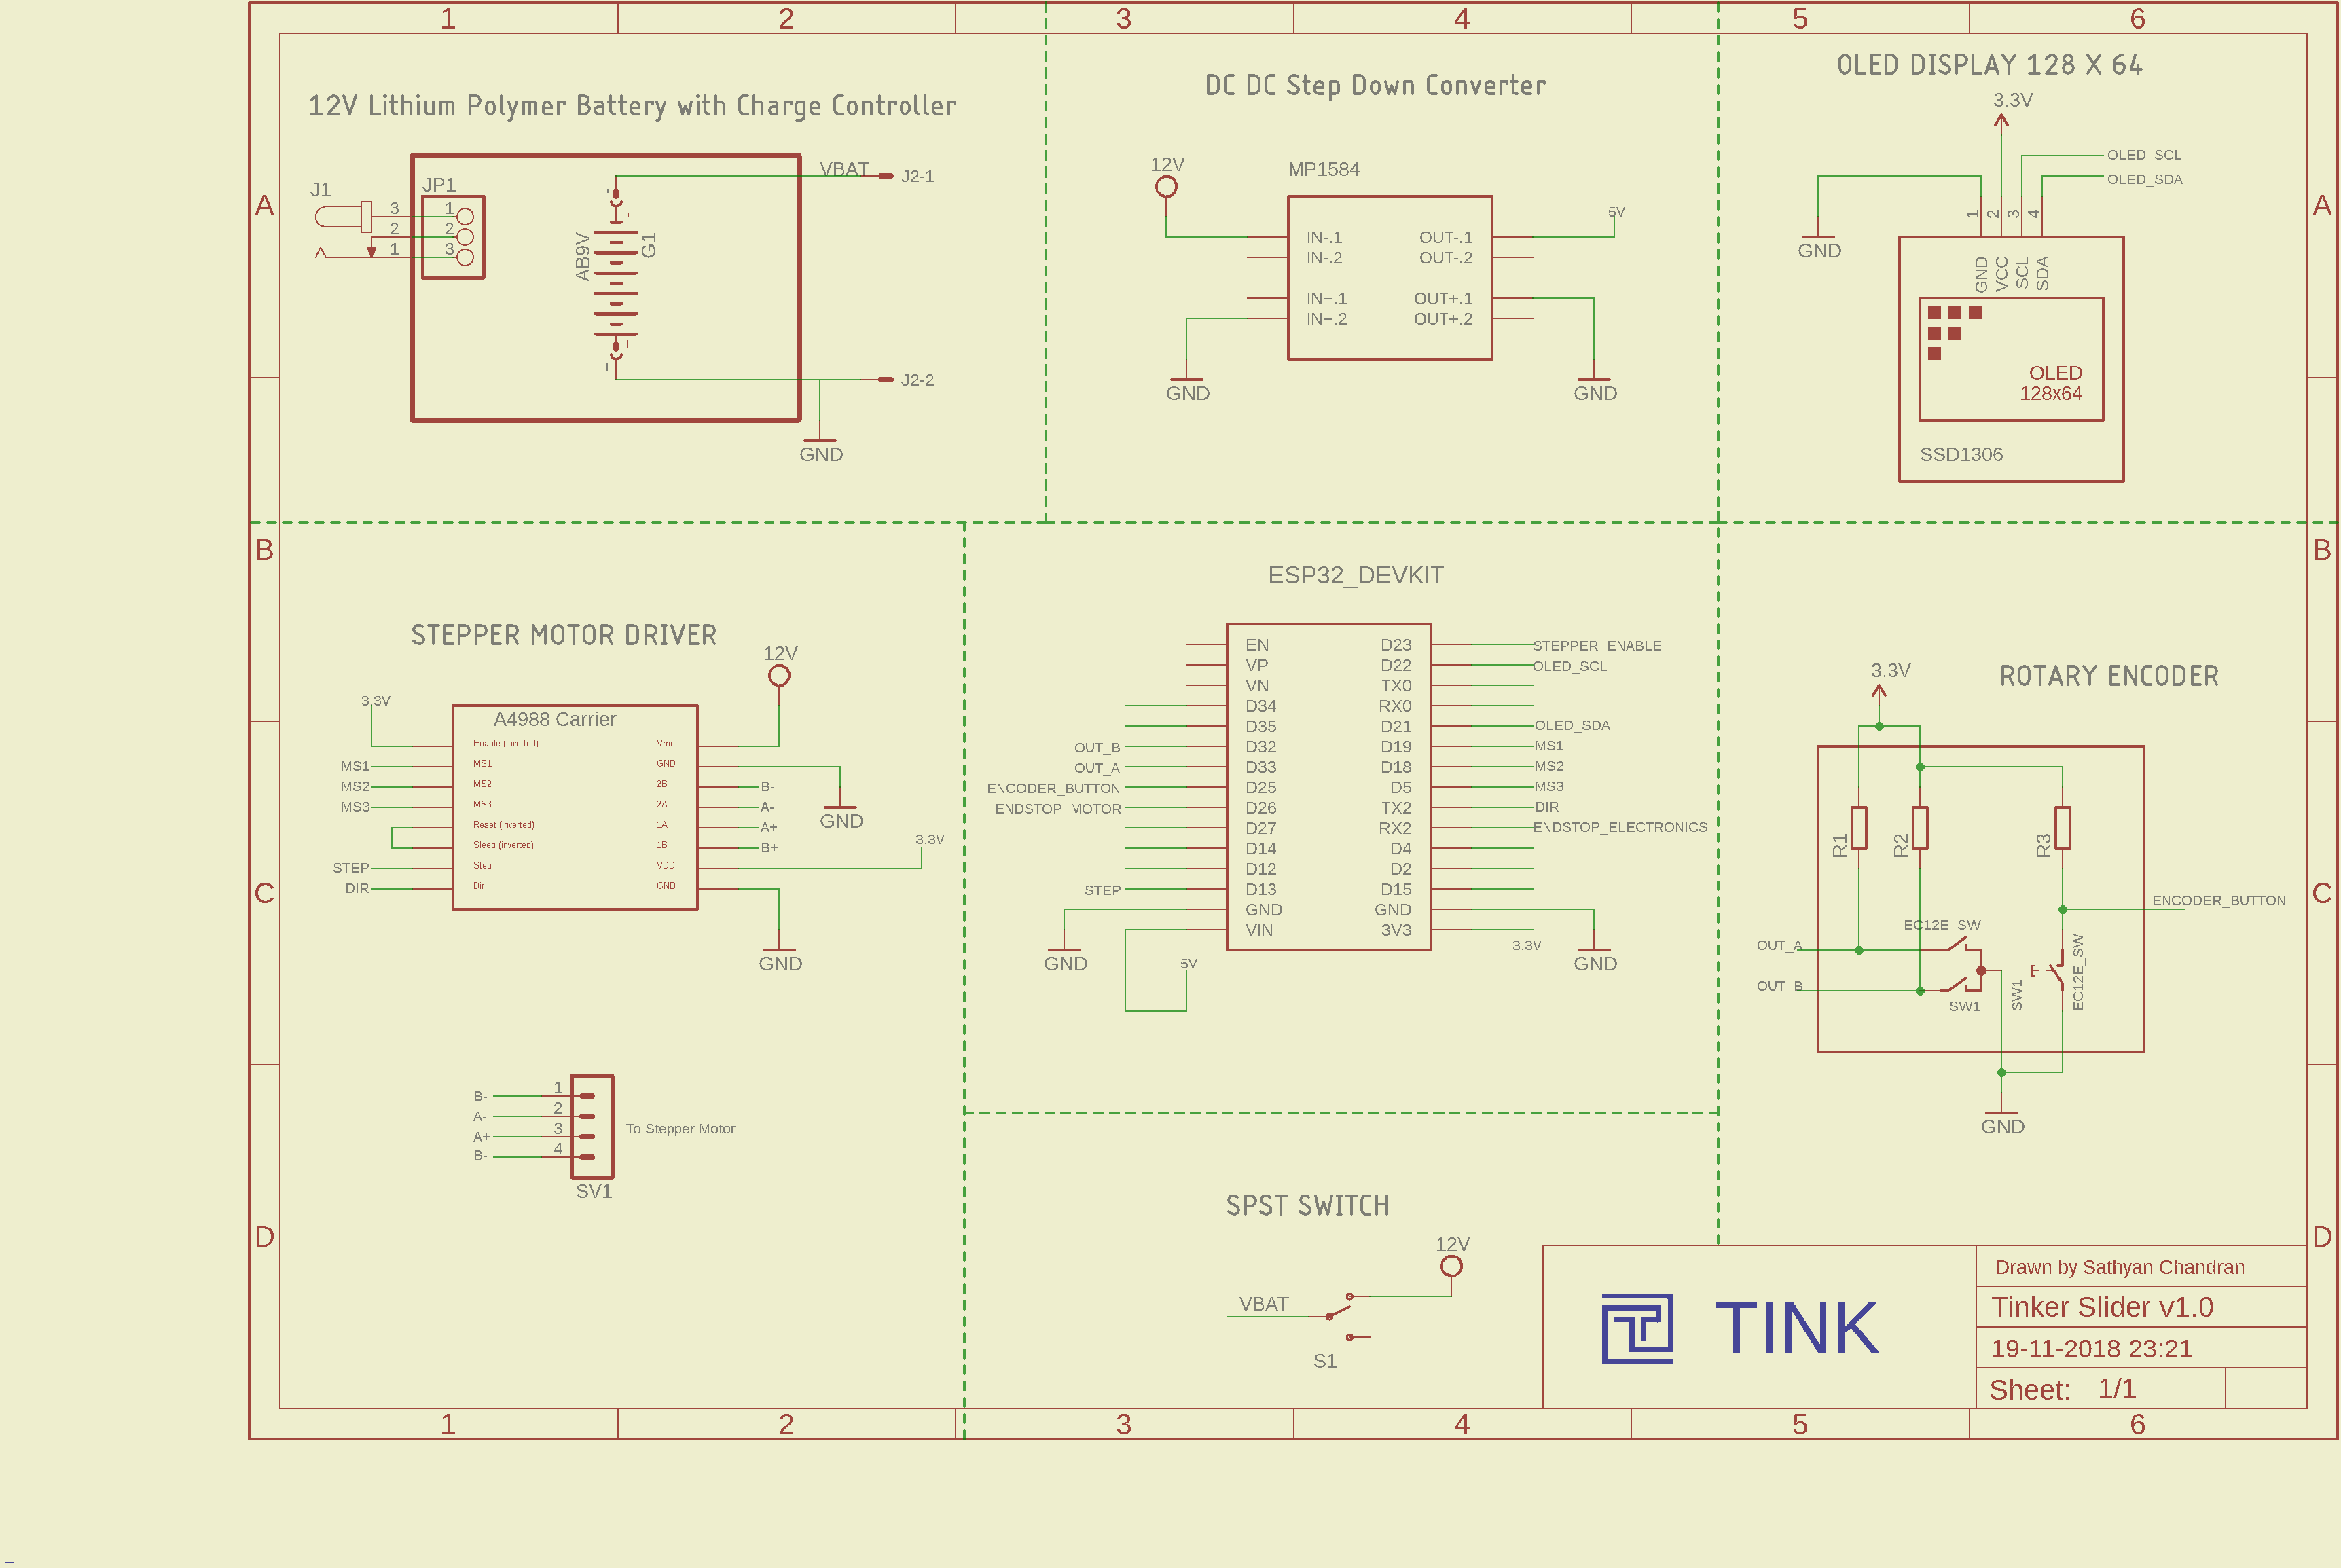 1 2 3 4 5 6
A A
B B
C C
D D
12V Lithium Polymer Battery with Charge Controller
J1
3
2
1
JP1
1
2
3
AB9V
G1
-
-
+
+
VBAT
J2-1
J2-2
GND
DC DC Step Down Converter
12V
MP1584
IN-.1 OUT-.1
IN-.2 OUT-.2
IN+.1 OUT+.1
IN+.2 OUT+.2
5V
GND
GND
OLED DISPLAY 128 X 64
3.3V
OLED_SCL
OLED_SDA
GND
1 2 3 4
GND VCC SCL SDA
OLED
128x64
SSD1306
STEPPER MOTOR DRIVER
12V
3.3V
A4988 Carrier
Enable (inverted) Vmot
MS1 MS1 GND
MS2 MS2 2B B-
MS3 MS3 2A A-
Reset (inverted) 1A A+
Sleep (inverted) 1B B+
STEP Step VDD
DIR Dir GND
GND
3.3V
GND
B- 1
A- 2
A+ 3
B- 4
To Stepper Motor
SV1
ESP32_DEVKIT
EN D23 STEPPER_ENABLE
VP D22 OLED_SCL
VN TX0
D34 RX0
D35 D21 OLED_SDA
OUT_B D32 D19 MS1
OUT_A D33 D18 MS2
ENCODER_BUTTON D25 D5 MS3
ENDSTOP_MOTOR D26 TX2 DIR
D27 RX2 ENDSTOP_ELECTRONICS
D14 D4
D12 D2
STEP D13 D15
GND GND
VIN 3V3
3.3V
GND
5V
GND
ROTARY ENCODER
3.3V
R1
R2
R3
ENCODER_BUTTON
EC12E_SW
OUT_A
OUT_B
SW1
SW1
E
EC12E_SW
GND
SPST SWITCH
12V
VBAT
S1
TINK
Drawn by Sathyan Chandran
Tinker Slider v1.0
19-11-2018 23:21
Sheet: 1/1
1 2 3 4 5 6